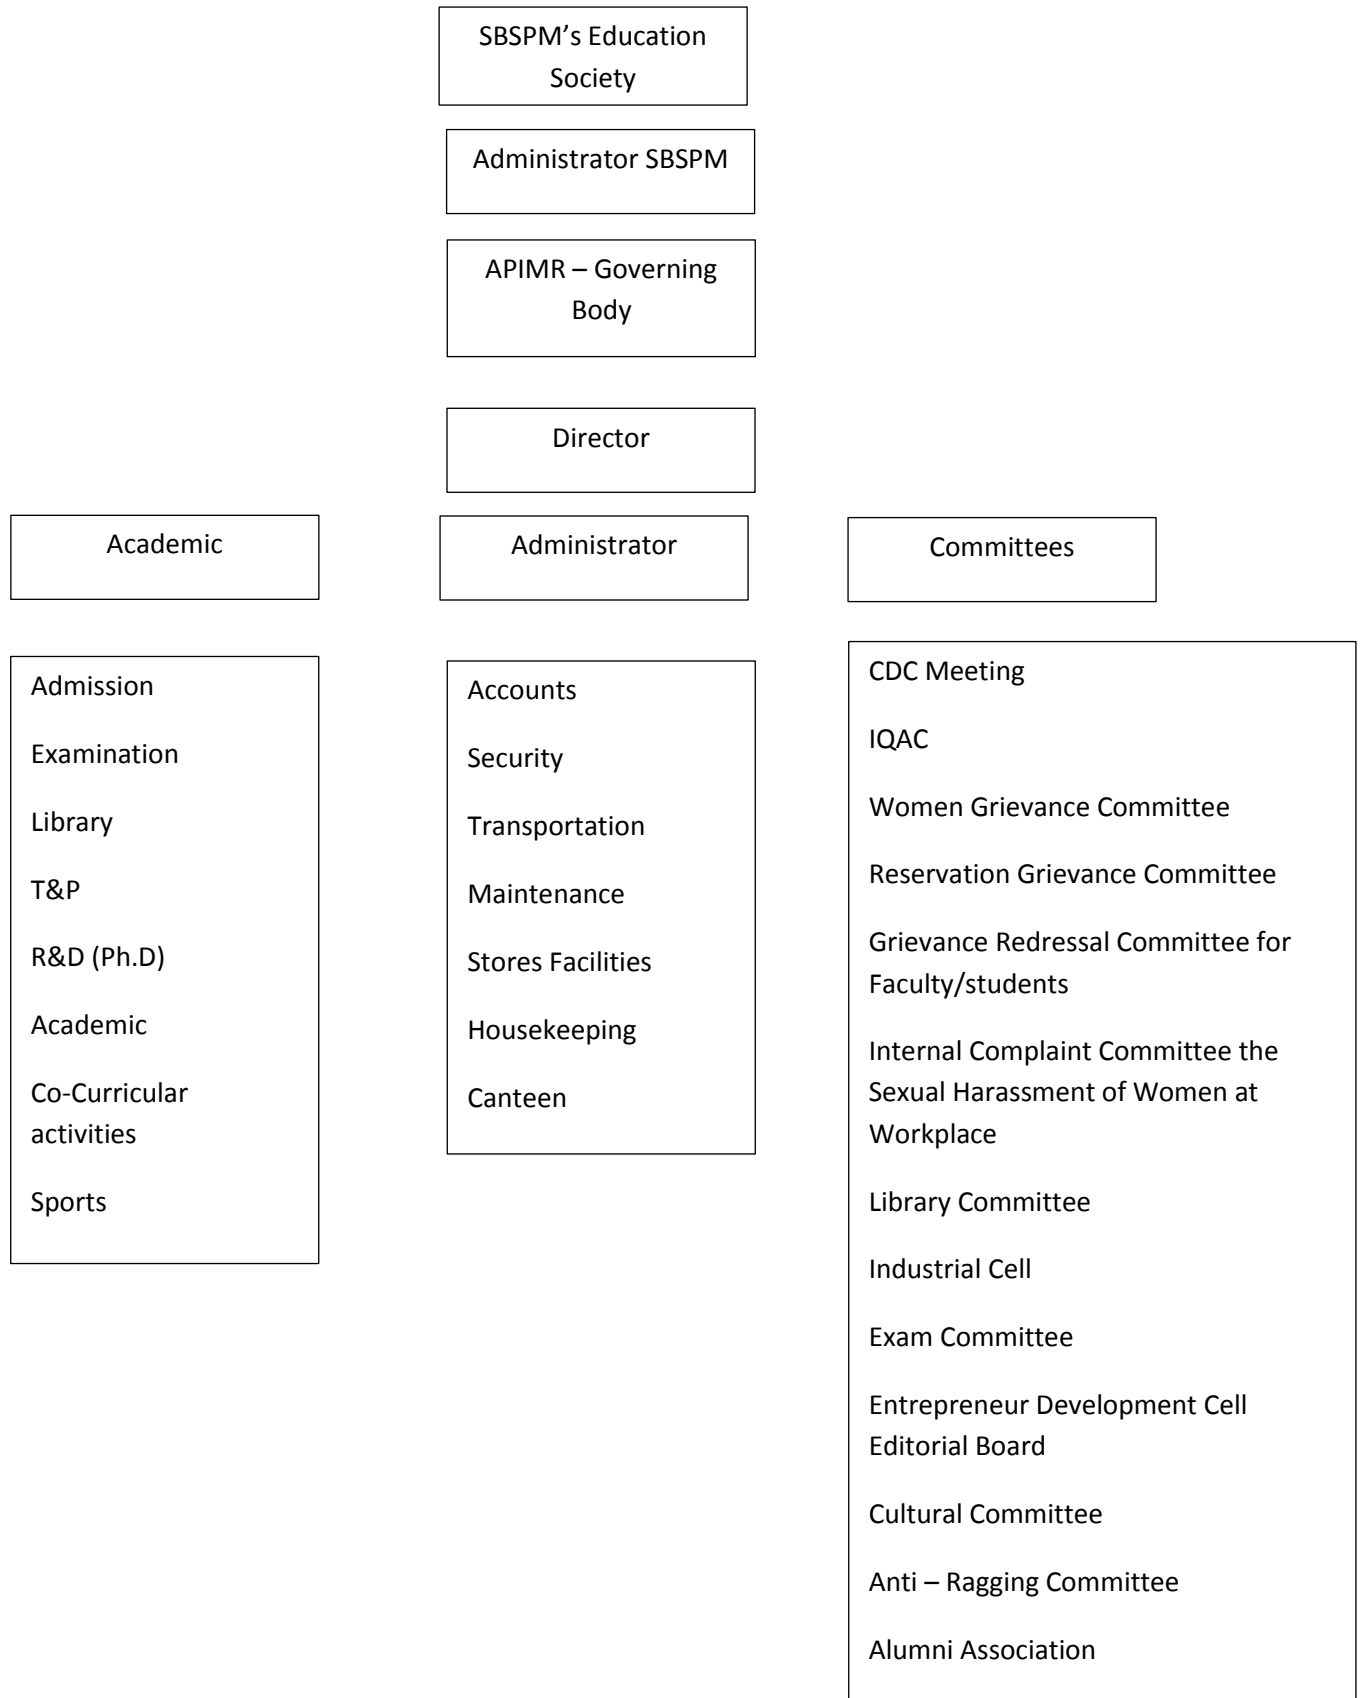 SBSPM’s Education
Society
Administrator SBSPM
APIMR – Governing
Body
Director
Academic
Administrator
Committees
Admission
Examination
Library
T&P
R&D (Ph.D)
Academic
Co-Curricular
activities
Sports
Accounts
Security
Transportation
Maintenance
Stores Facilities
Housekeeping
Canteen
CDC Meeting
IQAC
Women Grievance Committee
Reservation Grievance Committee
Grievance Redressal Committee for
Faculty/students
Internal Complaint Committee the
Sexual Harassment of Women at
Workplace
Library Committee
Industrial Cell
Exam Committee
Entrepreneur Development Cell
Editorial Board
Cultural Committee
Anti – Ragging Committee
Alumni Association